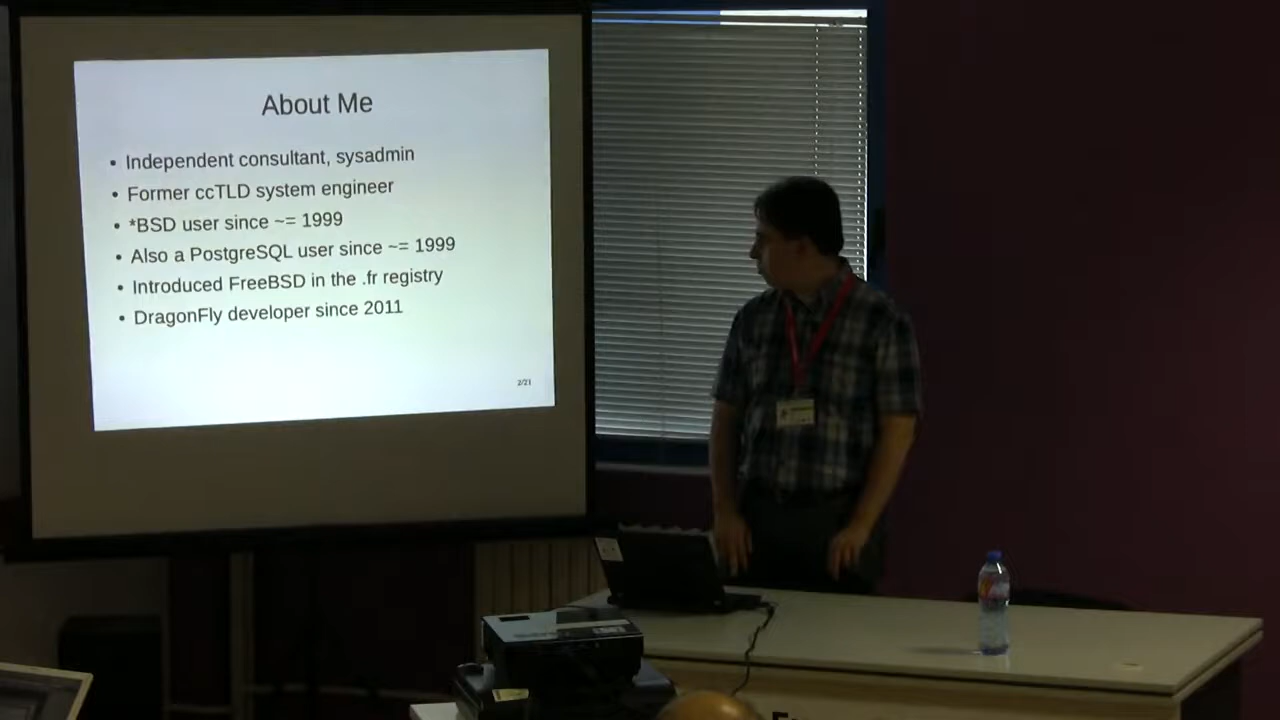 About Me
• Independent consultant, sysadmin
• Former ccTLD system engineer
• *BSD user since ~= 1999
• Also a PostgreSQL user since ~= 1999
• Introduced FreeBSD in the .fr registry
• DragonFly developer since 2011
2/21